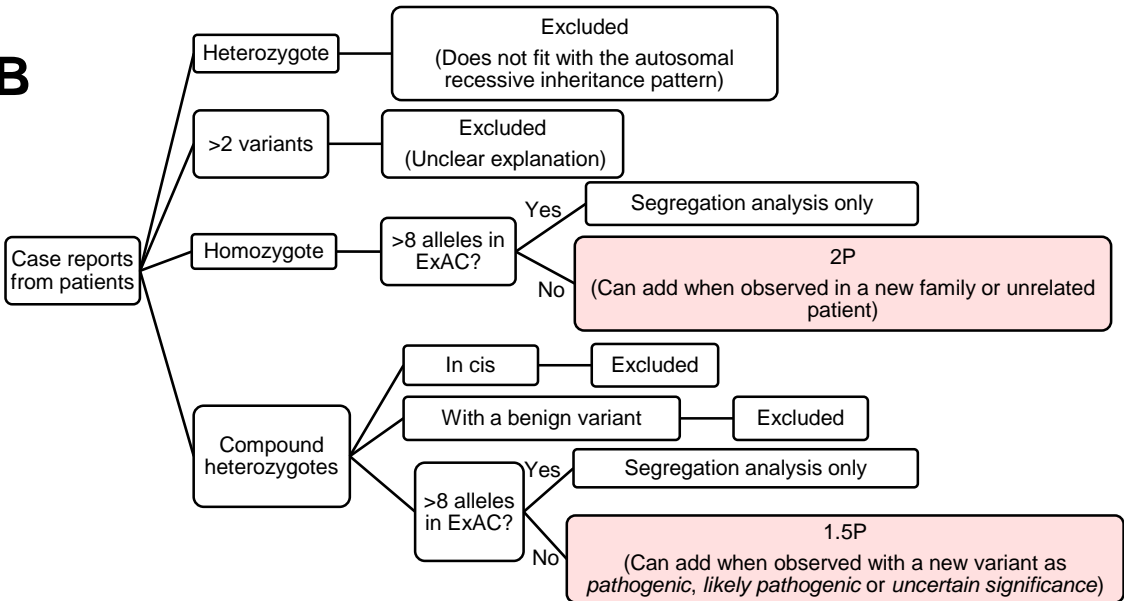 B
Heterozygote
Excluded
(Does not fit with the autosomal
recessive inheritance pattern)
>2 variants
Excluded
(Unclear explanation)
Case reports
from patients
Homozygote
>8 alleles in
ExAC?
Yes
Segregation analysis only
No
2P
(Can add when observed in a new family or unrelated
patient)
Compound
heterozygotes
In cis
Excluded
With a benign variant
Excluded
>8 alleles
in ExAC?
Yes
Segregation analysis only
No
1.5P
(Can add when observed with a new variant as
pathogenic, likely pathogenic or uncertain significance)